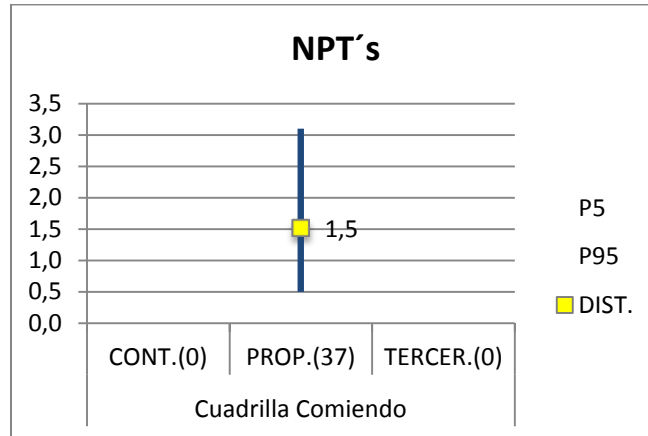 NPT´s
3,5
3,0
2,5
2,0
1,5
1,0
0,5
0,0
1,5
P5
P95
DIST.
CONT.(0) PROP.(37) TERCER.(0)
Cuadrilla Comiendo